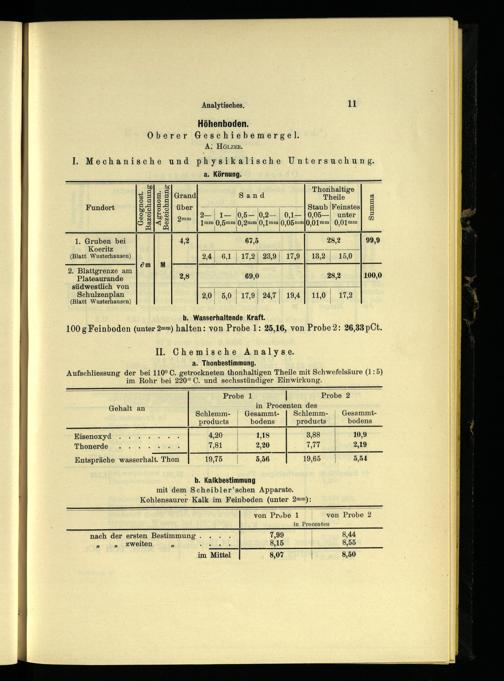 Analytisches. 11
Höhenboden.
Oberer Geschiebemergel.
A. HÖLZER.
I. Mechanische und physikalische Untersuchung.
a. Körnung.
Fundort Geognost. Bezeichnung Agronom. Bezeichnung Grand über 2mm Sand Thonhaltige Theile Summa
2— 1mm 1— 0,5mm 0,5— 0,2mm 0,2— 0,1mm 0,1— 0,05mm Staub 0,05— 0,01mm Feinstes unter 0,01mm
1. Gruben bei Koeritz (Blatt Wusterhausen) ∂m M 4,2 67,5 28,2 99,9
2,4 6,1 17,2 23,9 17,9 13,2 15,0
2. Blattgrenze am Plateaurande südwestlich von Schulzenplan (Blatt Wusterhausen) 2,8 69,0 28,2 100,0
2,0 5,0 17,9 24,7 19,4 11,0 17,2
b. Wasserhaltende Kraft.
100 g Feinboden (unter 2mm) halten: von Probe 1: 25,16, von Probe 2: 26,33 pCt.
II. Chemische Analyse.
a. Thonbestimmung.
Aufschliessung der bei 110° C. getrockneten thonhaltigen Theile mit Schwefelsäure (1:5)
im Rohr bei 220° C. und sechsstündiger Einwirkung.
Gehalt an Probe 1 Probe 2
in Procenten des
Schlemm-products Gesammt-bodens Schlemm-products Gesammt-bodens
Eisenoxyd . . . . . . . 4,20 1,18 3,88 10,9
Thonerde . . . . . . . 7,81 2,20 7,77 2,19
Entspräche wasserhalt. Thon 19,75 5,56 19,65 5,54
b. Kalkbestimmung
mit dem Scheibler'schen Apparate.
Kohlensaurer Kalk im Feinboden (unter 2mm):
von Probe 1 von Probe 2
in Procenten
nach der ersten Bestimmung . . . . 7,99 8,44
„ „ zweiten „ . . . . 8,15 8,55
im Mittel 8,07 8,50